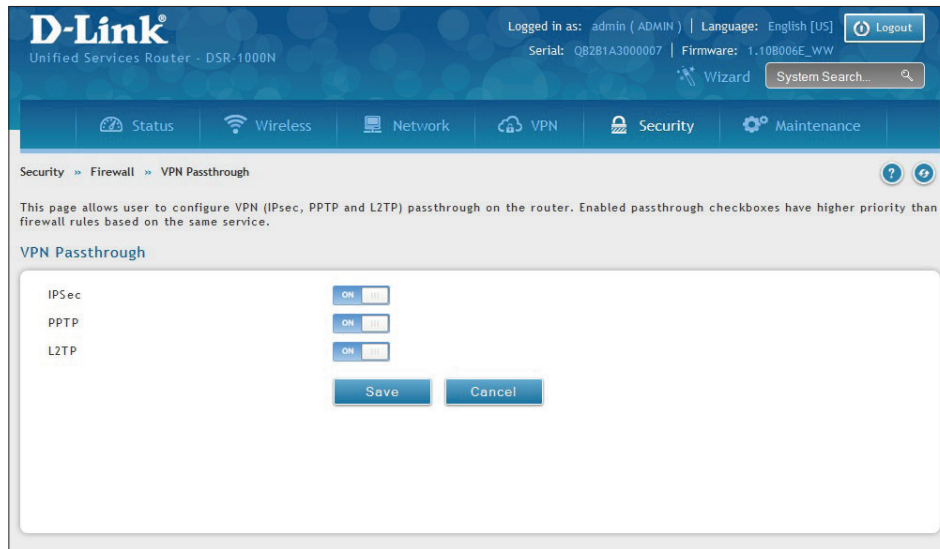 D-Link
Unified Services Router - DSR-1000N
Logged in as: admin ( ADMIN ) | Language: English [US]
Logout
Serial: QB2B1A3000007 | Firmware: 1.10B006E_WW
Wizard
System Search...
Status
Wireless
Network
VPN
Security
Maintenance
Security » Firewall » VPN Passthrough
This page allows user to configure VPN (IPsec, PPTP and L2TP) passthrough on the router. Enabled passthrough checkboxes have higher priority than
firewall rules based on the same service.
VPN Passthrough
IPSec ON
PPTP ON
L2TP ON
Save Cancel